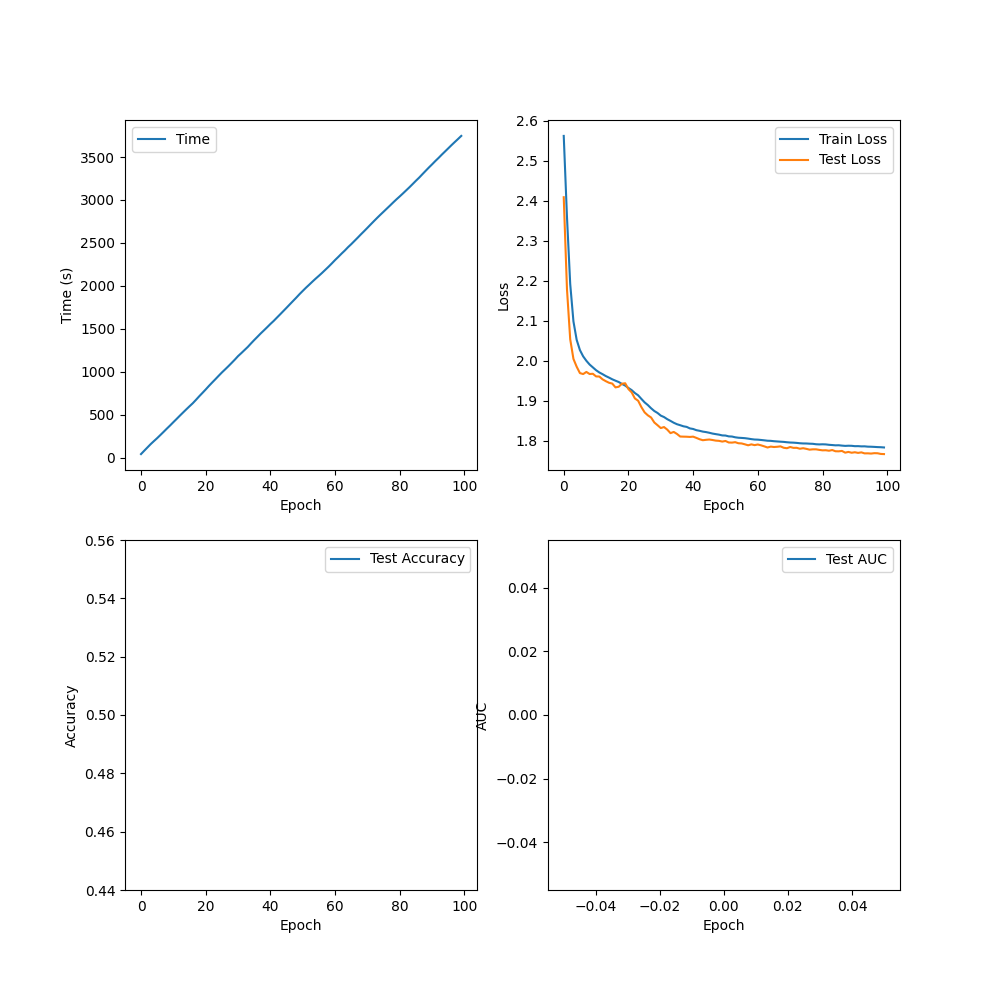 Time
3500
3000
2500
2000
1500
1000
500
0
Time (s)
0 20 40 60 80 100
Epoch
Train Loss
Test Loss
2.6
2.5
2.4
2.3
2.2
2.1
2.0
1.9
1.8
Loss
0 20 40 60 80 100
Epoch
Test Accuracy
0.56
0.54
0.52
0.50
0.48
0.46
0.44
Accuracy
0 20 40 60 80 100
Epoch
Test AUC
0.04
0.02
0.00
−0.02
−0.04
AUC
−0.04 −0.02 0.00 0.02 0.04
Epoch